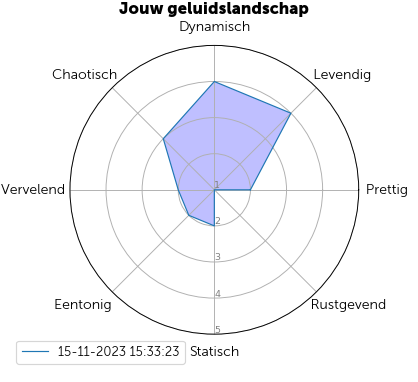 Jouw geluidslandschap
Dynamisch
Chaotisch
Levendig
Vervelend
1
Prettig
2
3
4
Eentonig
Rustgevend
5
15-11-2023 15:33:23
Statisch